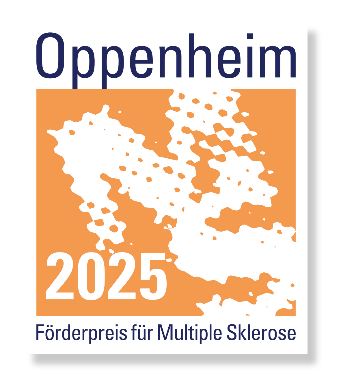 Oppenheim
2025
Förderpreis für Multiple Sklerose